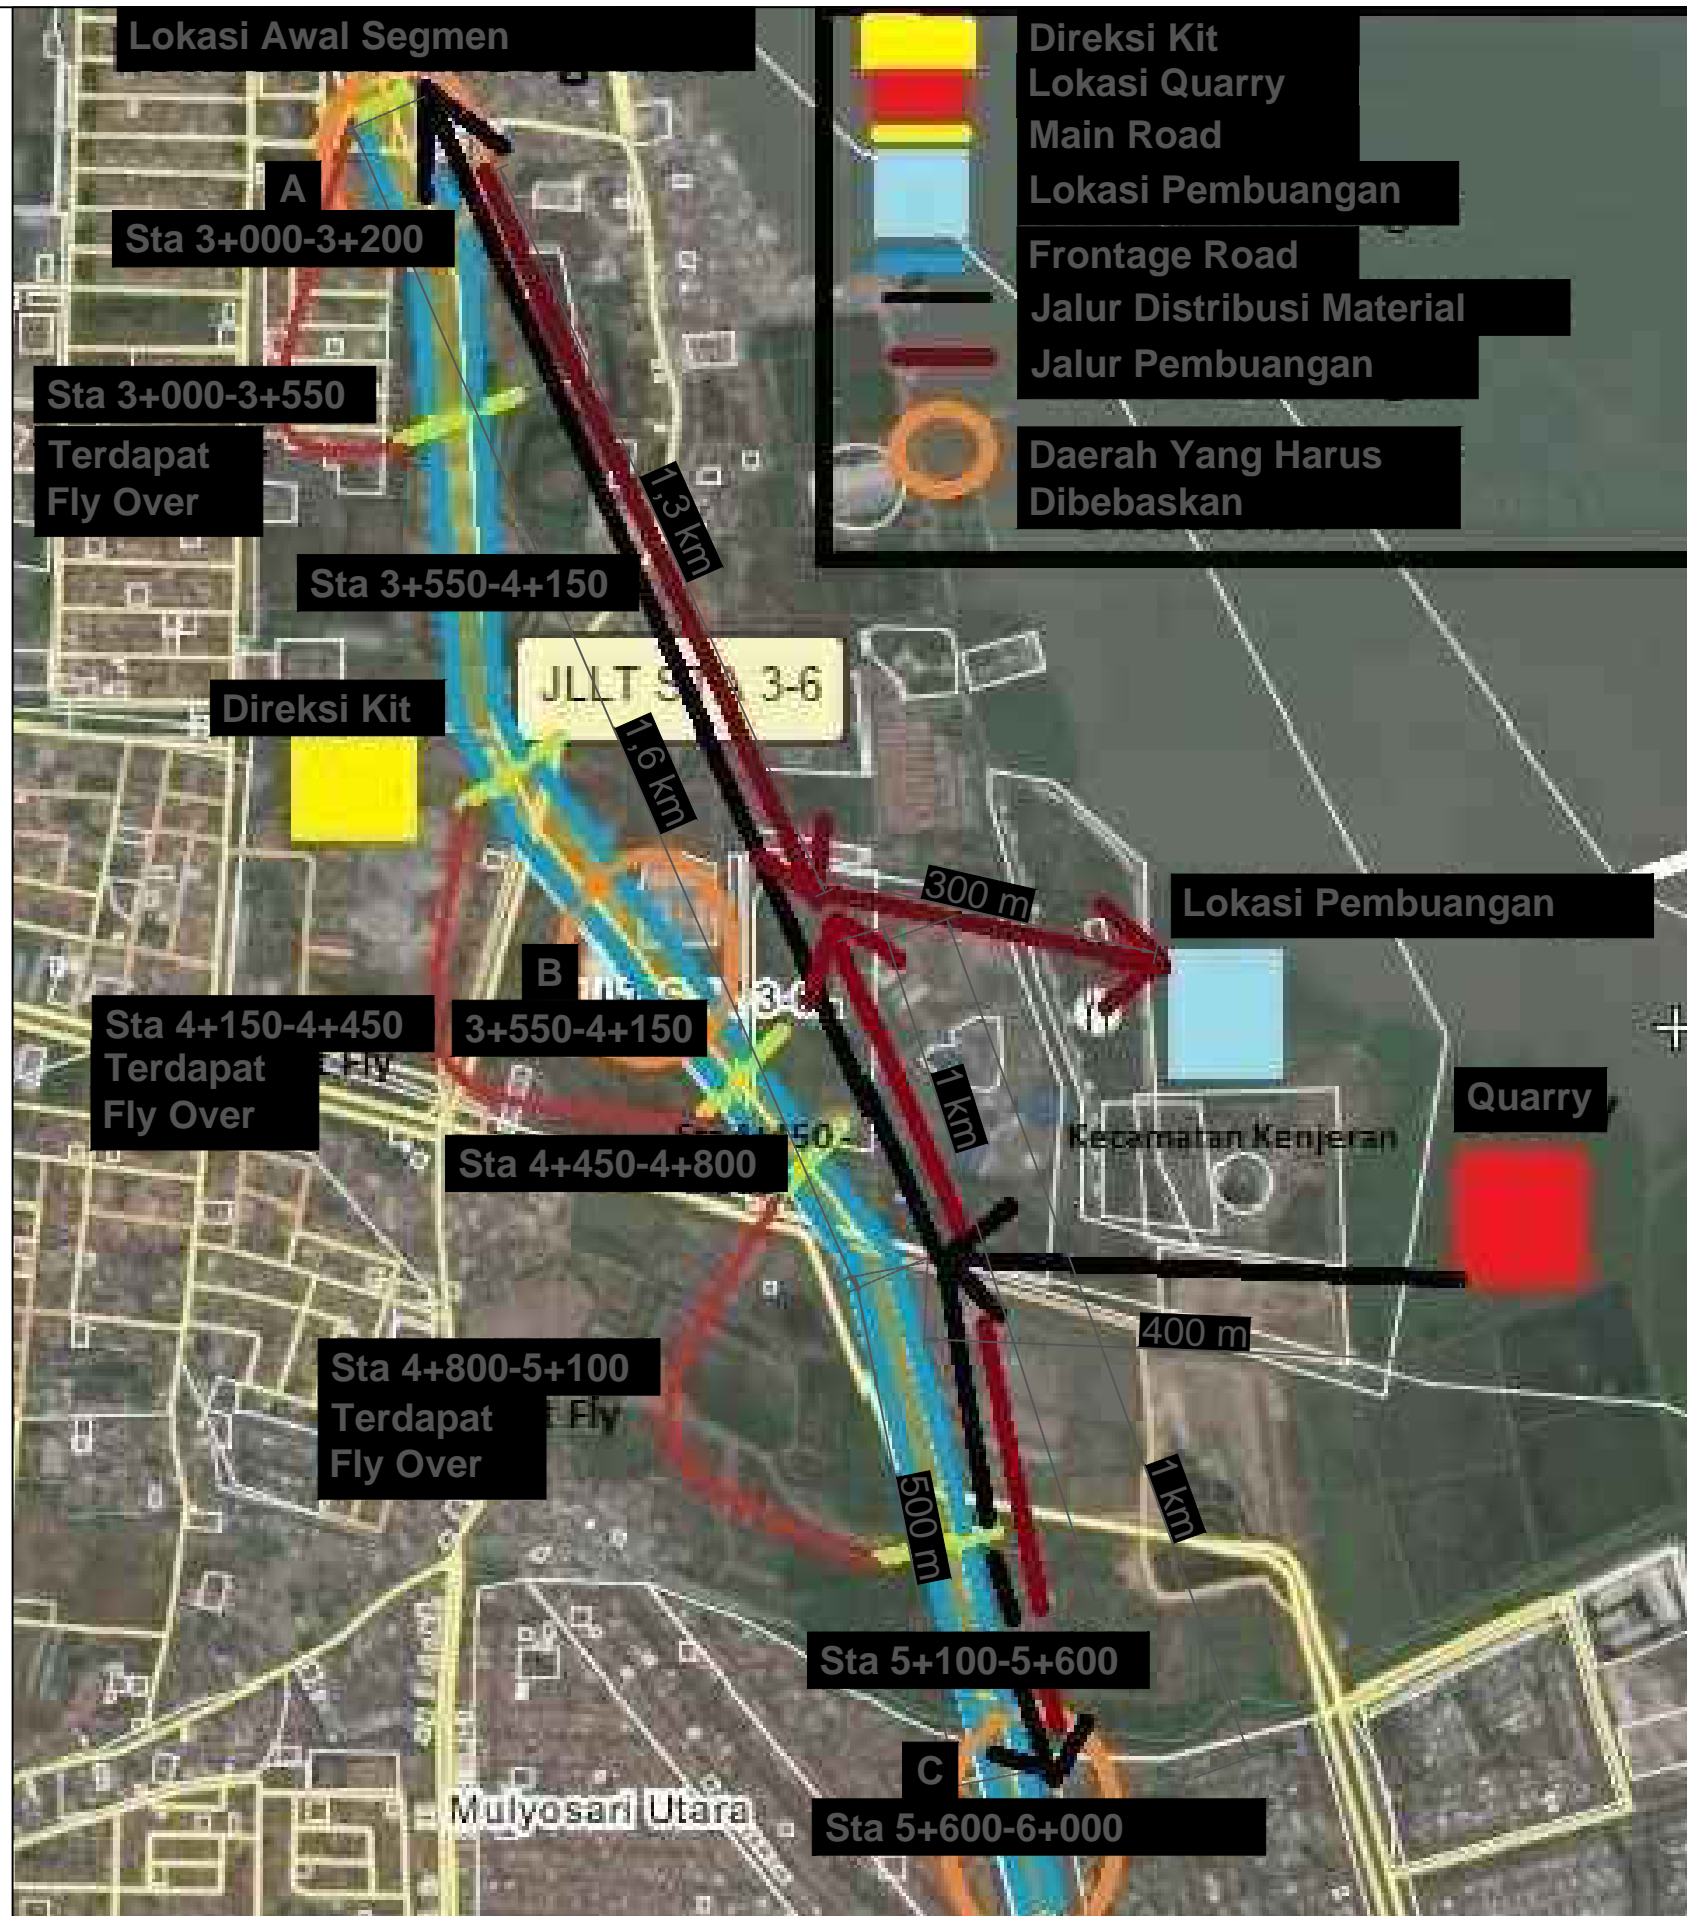 Lokasi Awal Segmen
Direksi Kit
Lokasi Quarry
Main Road
Lokasi Pembuangan
Frontage Road
Jalur Distribusi Material
Jalur Pembuangan
Daerah Yang Harus
Dibebaskan
A
Sta 3+000-3+200
Sta 3+000-3+550
Terdapat
Fly Over
1,3 km
Sta 3+550-4+150
JLLT STA 3-6
Direksi Kit
1,6 km
300 m
Lokasi Pembuangan
B
3+550-4+150
Sta 4+150-4+450
Terdapat
Fly Over
Fly
1 km
Quarry
Kecamatan Kenjeran
Sta 4+450-4+800
400 m
Sta 4+800-5+100
Terdapat
Fly Over
Fly
500 m
1 km
Sta 5+100-5+600
C
Sta 5+600-6+000
Mulyosari Utara